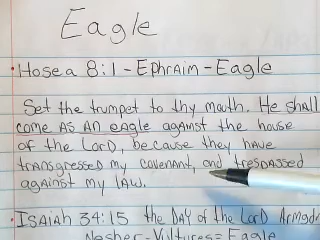 Eagle
• Hosea 8:1 - Ephraim - Eagle
Set the trumpet to thy mouth. He shall
come as an eagle against the house
of the Lord, because they have
transgressed my covenant, and trespassed
against my law.
• Isaiah 34:15 the Day of the Lord Armaged
Nesher - Vultures = Eagle